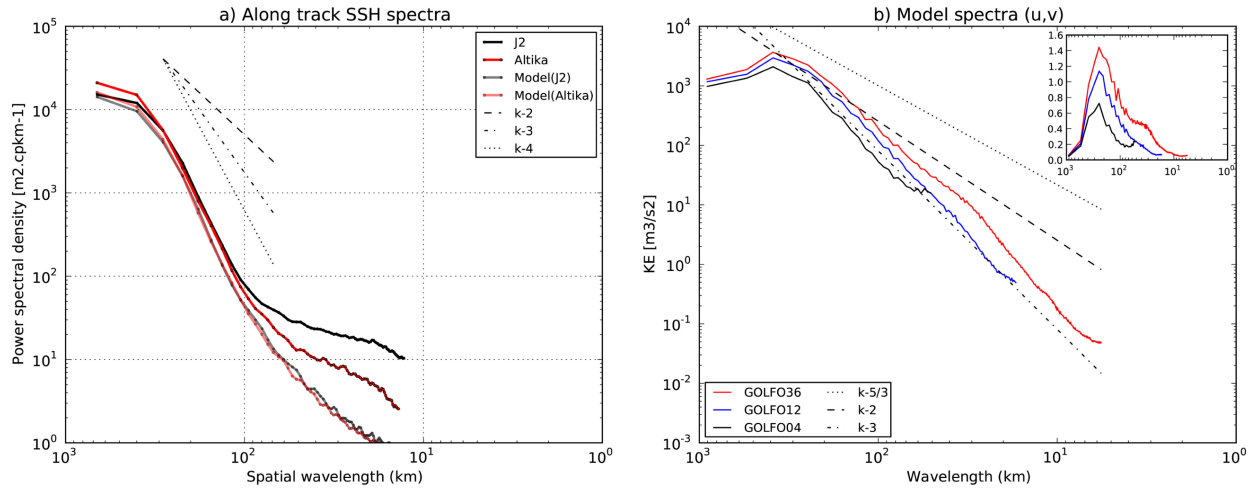 a) Along track SSH spectra
Power spectral density [m2.cpkm-1]
10^5
10^4
10^3
10^2
10^1
10^0
J2
Altika
Model(J2)
Model(Altika)
k-2
k-3
k-4
10^3
10^2
10^1
10^0
Spatial wavelength (km)
b) Model spectra (u,v)
KE [m3/s2]
10^4
10^3
10^2
10^1
10^0
10^-1
10^-2
10^-3
1.6
1.4
1.2
1.0
0.8
0.6
0.4
0.2
0.0
10^3
10^2
10^1
10^0
GOLFO36
GOLFO12
GOLFO04
k-5/3
k-2
k-3
10^3
10^2
10^1
10^0
Wavelength (km)